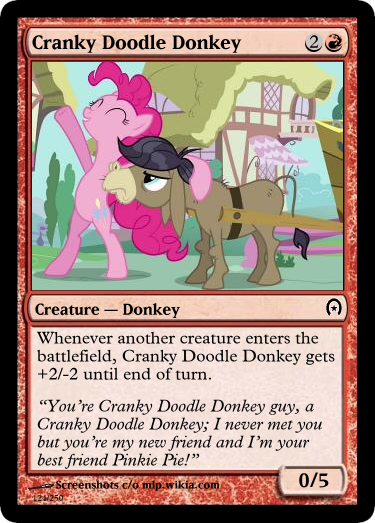 Cranky Doodle Donkey 2
Creature — Donkey
Whenever another creature enters the
battlefield, Cranky Doodle Donkey gets
+2/-2 until end of turn.
“You're Cranky Doodle Donkey guy, a
Cranky Doodle Donkey; I never met you
but you're my new friend and I'm your
best friend Pinkie Pie!”
0/5
Screenshots c/o mlp.wikia.com
121/250